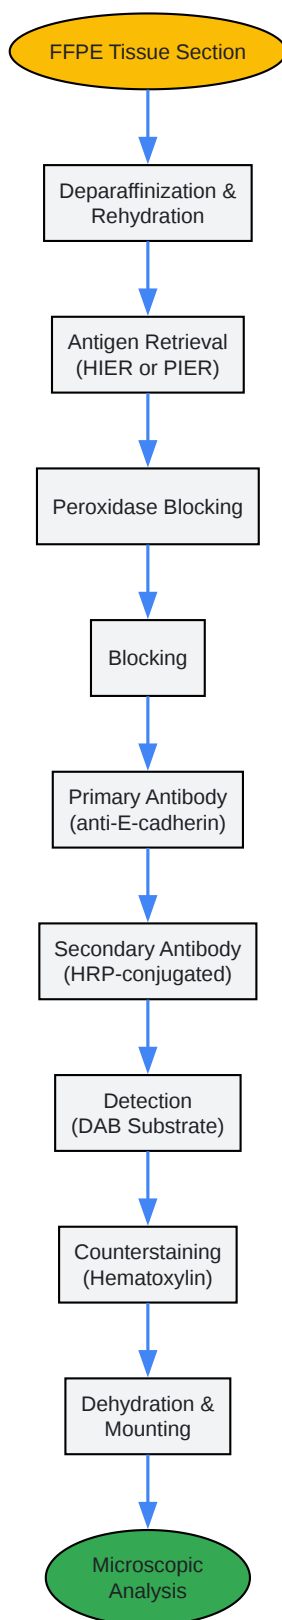 FFPE Tissue Section
Deparaffinization &
Rehydration
Antigen Retrieval
(HIER or PIER)
Peroxidase Blocking
Blocking
Primary Antibody
(anti-E-cadherin)
Secondary Antibody
(HRP-conjugated)
Detection
(DAB Substrate)
Counterstaining
(Hematoxylin)
Dehydration &
Mounting
Microscopic
Analysis